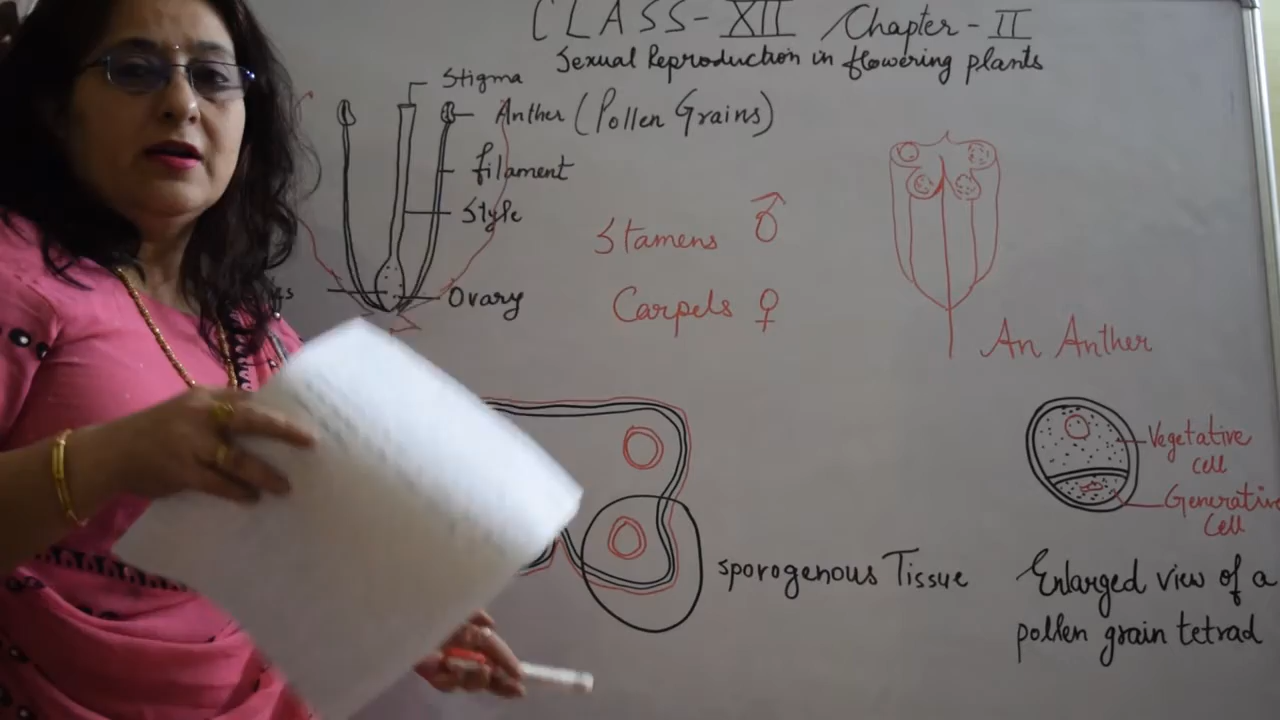 CLASS-XII Chapter-II
Sexual Reproduction in flowering plants
Stigma
Anther (Pollen Grains)
filament
Style
Ovary
Stamens ♂
Carpels ♀
An Anther
Vegetative
cell
Generative
Cell
sporogenous Tissue
Enlarged view of a
pollen grain tetrad